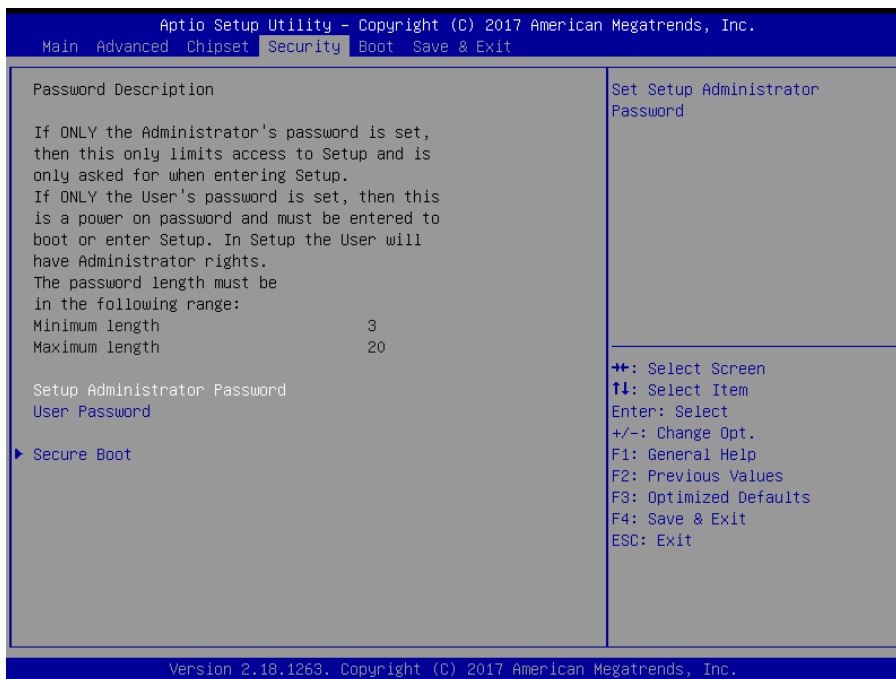 Aptio Setup Utility – Copyright (C) 2017 American Megatrends, Inc.
Main Advanced Chipset Security Boot Save & Exit
Password Description
If ONLY the Administrator's password is set,
then this only limits access to Setup and is
only asked for when entering Setup.
If ONLY the User's password is set, then this
is a power on password and must be entered to
boot or enter Setup. In Setup the User will
have Administrator rights.
The password length must be
in the following range:
Minimum length 3
Maximum length 20
Setup Administrator Password
User Password
Secure Boot
Set Setup Administrator
Password
→←: Select Screen
↑↓: Select Item
Enter: Select
+/-: Change Opt.
F1: General Help
F2: Previous Values
F3: Optimized Defaults
F4: Save & Exit
ESC: Exit
Version 2.18.1263. Copyright (C) 2017 American Megatrends, Inc.